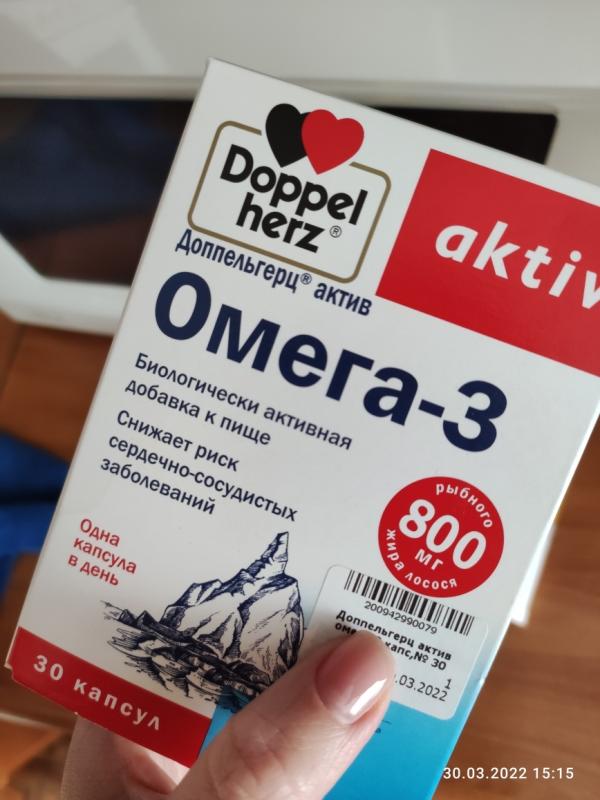 Doppel
herz®
aktiv
Доппельгерц® актив
Омега-3
Биологически активная
добавка к пище
Снижает риск
сердечно-сосудистых
заболеваний
Одна
капсула
в день
рыбного
800
мг
жира лосося
200942990079
Доппельгерц актив
капс,№ 30
1
.03.2022
30 капсул
30.03.2022 15:15